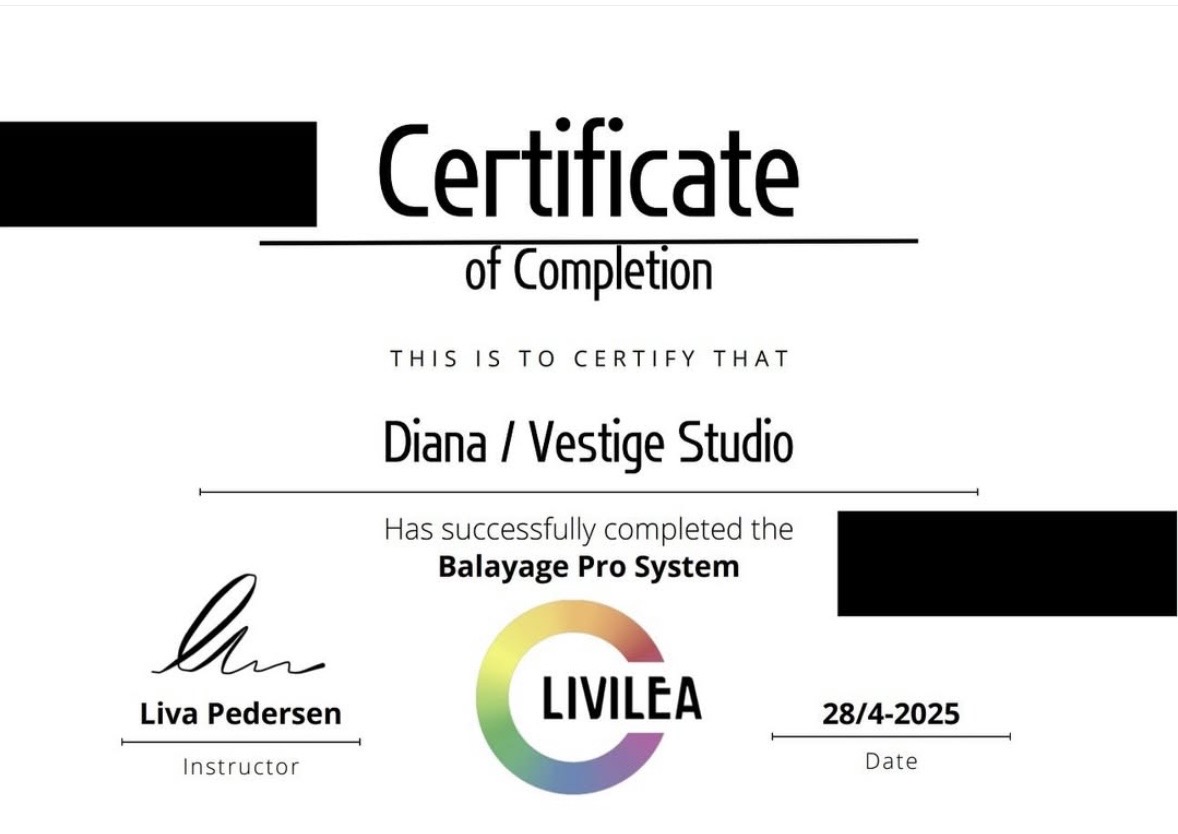 Certificate
of Completion
THIS IS TO CERTIFY THAT
Diana / Vestige Studio
Has successfully completed the
Balayage Pro System
LIVILEA
Liva Pedersen
Instructor
28/4-2025
Date